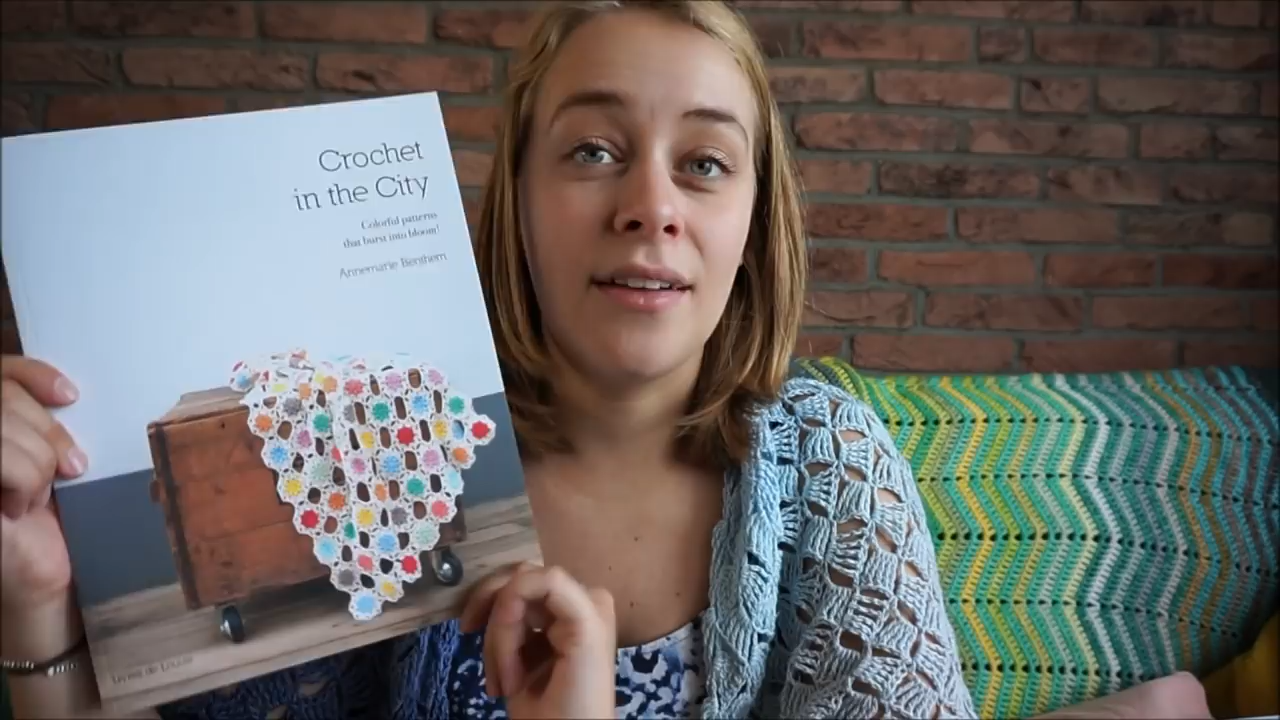 Crochet
in the City
Colorful patterns
that burst into bloom!
Annemarie Benthem